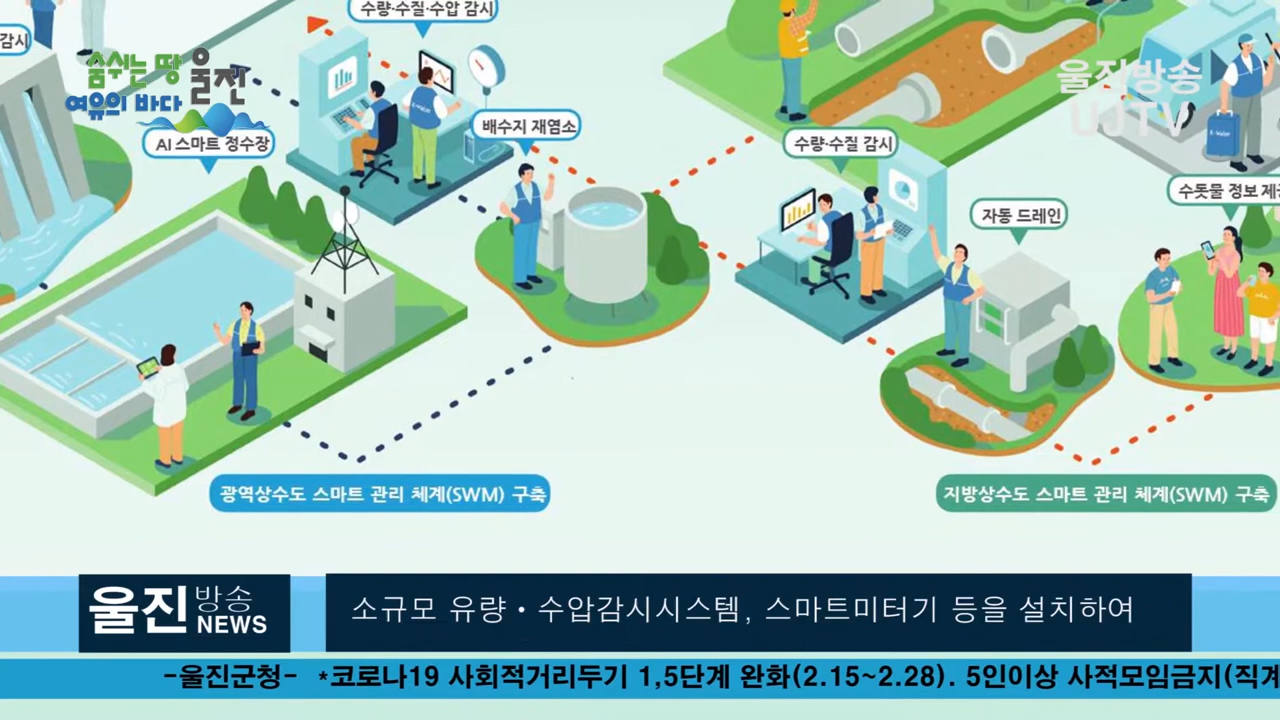 수량·수질·수압 감시
감시
숨쉬는 땅
여유의 바다
울진
울진방송
UJTV
AI 스마트 정수장
배수지 재염소
수량·수질 감시
자동 드레인
수돗물 정보 제공
광역상수도 스마트 관리 체계(SWM) 구축
지방상수도 스마트 관리 체계(SWM) 구축
울진 방송 NEWS
소규모 유량·수압감시시스템, 스마트미터기 등을 설치하여
-울진군청- *코로나19 사회적거리두기 1,5단계 완화(2.15~2.28). 5인이상 사적모임금지(직계